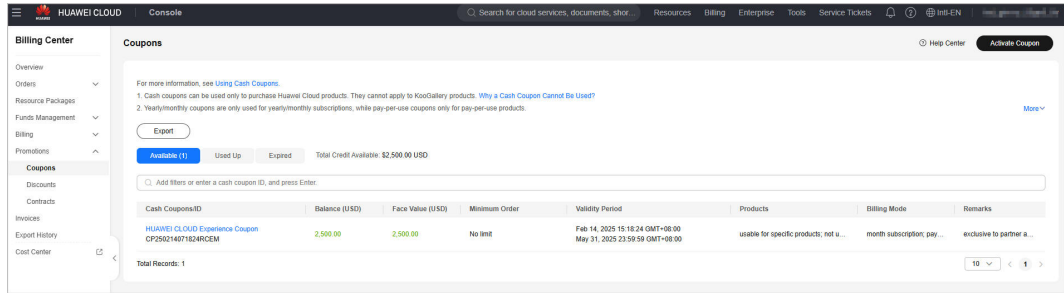 HUAWEI
HUAWEI CLOUD
Console
Search for cloud services, documents, shor...
Resources
Billing
Enterprise
Tools
Service Tickets
Intl-EN
Billing Center
Overview
Orders
Resource Packages
Funds Management
Billing
Promotions
Coupons
Discounts
Contracts
Invoices
Export History
Cost Center
Coupons
Help Center
Activate Coupon
For more information, see Using Cash Coupons.
1. Cash coupons can be used only to purchase Huawei Cloud products. They cannot apply to KooGallery products. Why a Cash Coupon Cannot Be Used?
2. Yearly/monthly coupons are only used for yearly/monthly subscriptions, while pay-per-use coupons only for pay-per-use products.
More
Export
Available (1)
Used Up
Expired
Total Credit Available: $2,500.00 USD
Add filters or enter a cash coupon ID, and press Enter.
Cash Coupons/ID
Balance (USD)
Face Value (USD)
Minimum Order
Validity Period
Products
Billing Mode
Remarks
HUAWEI CLOUD Experience Coupon
CP250214071824RCEM
2,500.00
2,500.00
No limit
Feb 14, 2025 15:18:24 GMT+08:00
May 31, 2025 23:59:59 GMT+08:00
usable for specific products; not u...
month subscription; pay...
exclusive to partner a...
Total Records: 1
10
1